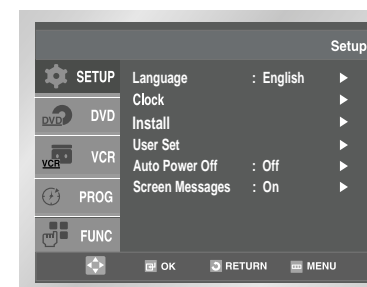 Setup
SETUP
DVD
DVD
VCR
VCR
PROG
FUNC
Language : English ►
Clock ►
Install ►
User Set ►
Auto Power Off : Off ►
Screen Messages : On ►
OK RETURN MENU